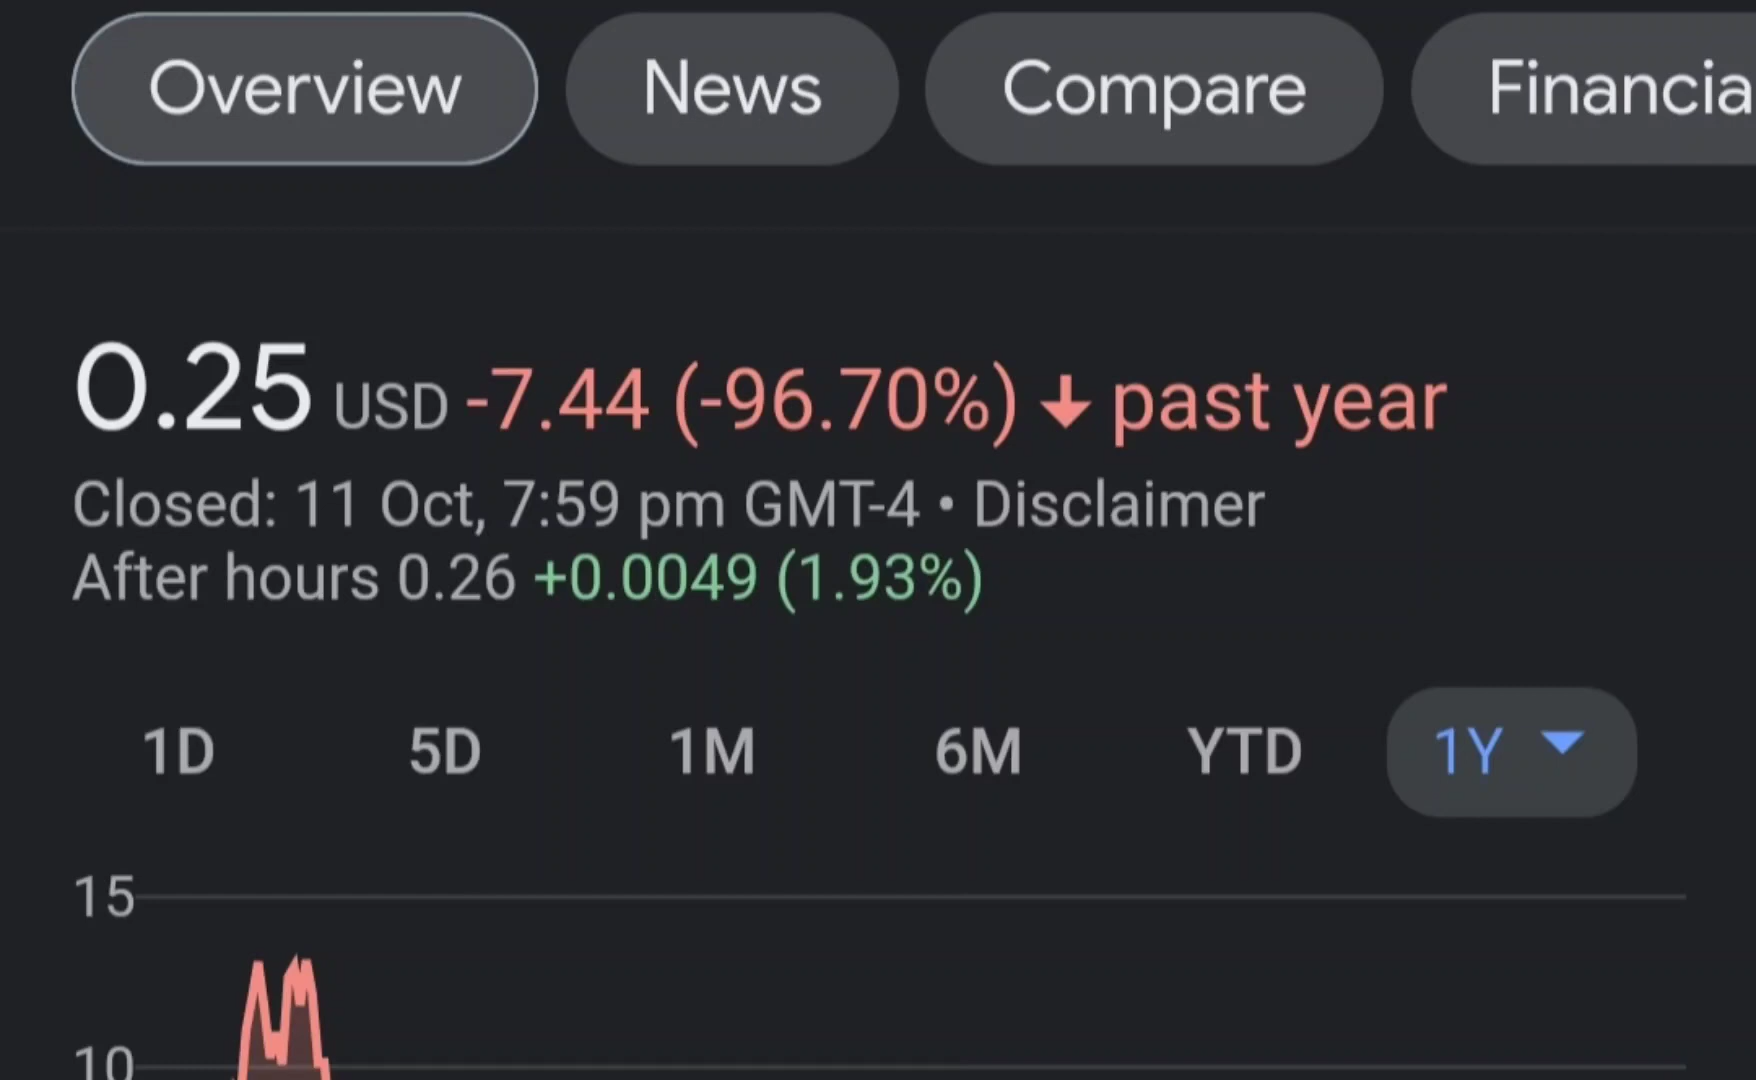 Overview News Compare Financia
0.25 USD -7.44 (-96.70%) ↓ past year
Closed: 11 Oct, 7:59 pm GMT-4 • Disclaimer
After hours 0.26 +0.0049 (1.93%)
1D 5D 1M 6M YTD 1Y
15
10